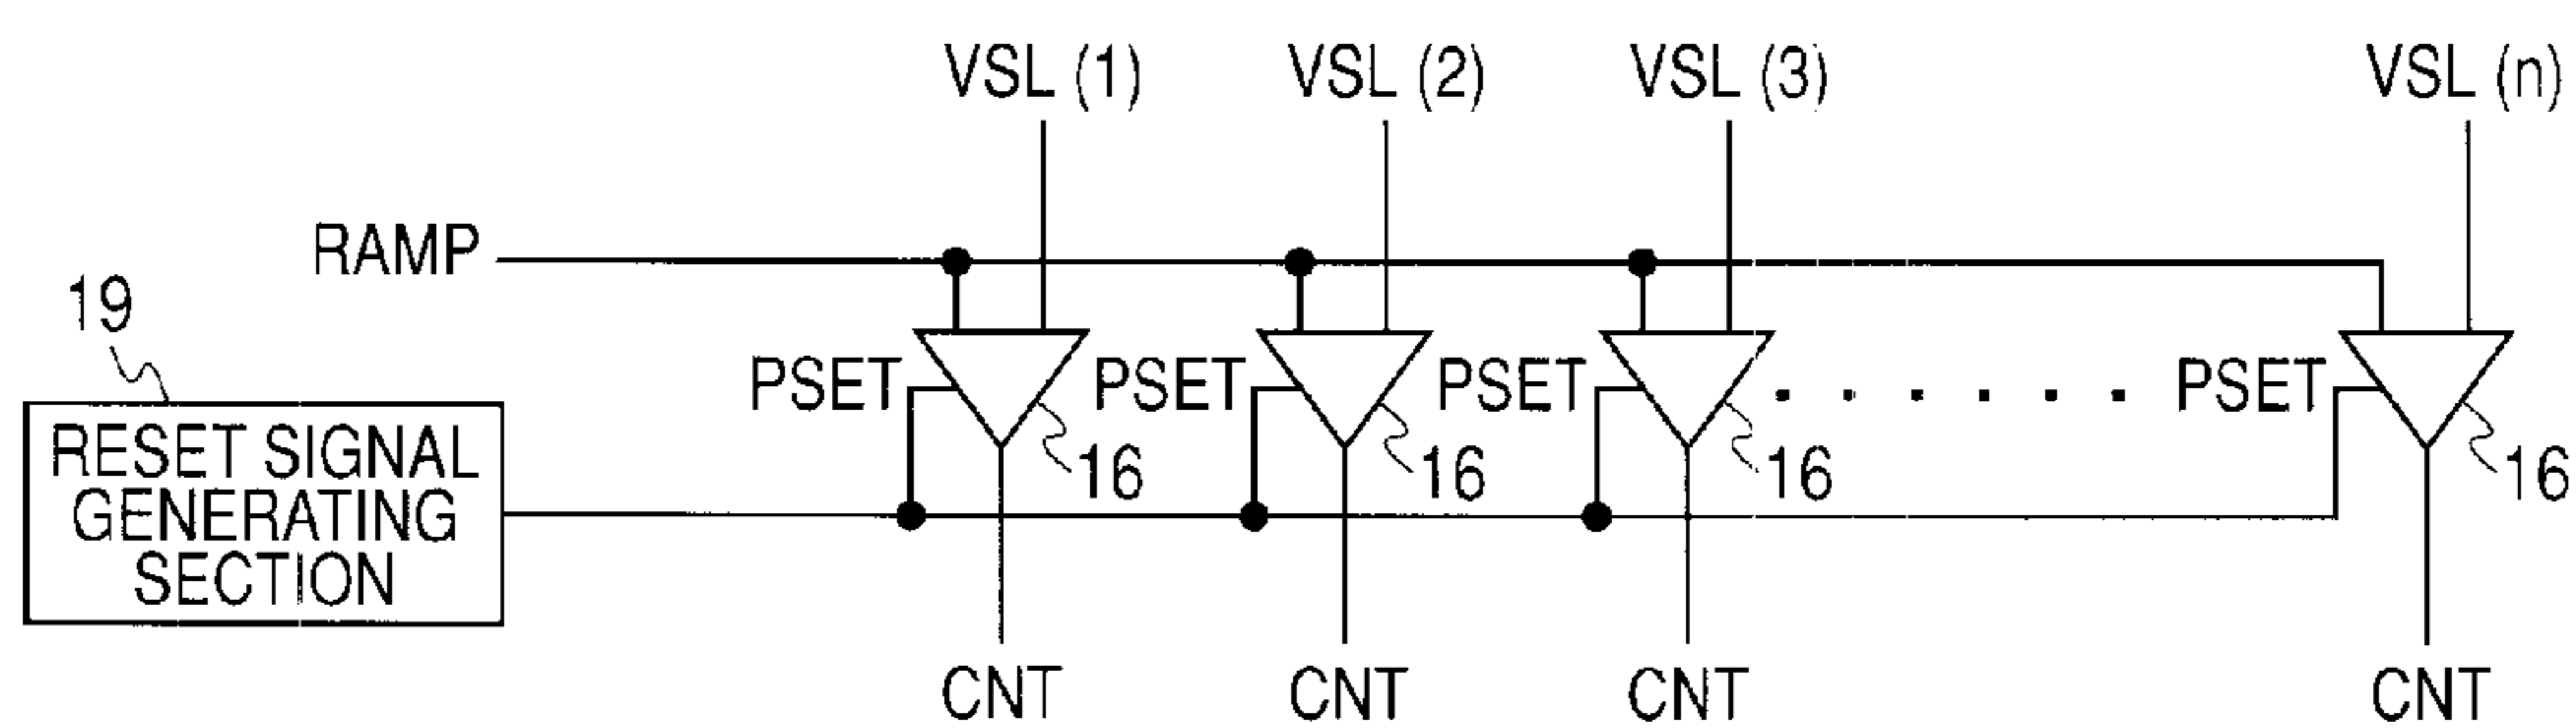 VSL (1) VSL (2) VSL (3) VSL (n)
RAMP
19
PSET PSET PSET PSET
RESET SIGNAL
GENERATING
SECTION
16 16 16 16
CNT CNT CNT CNT